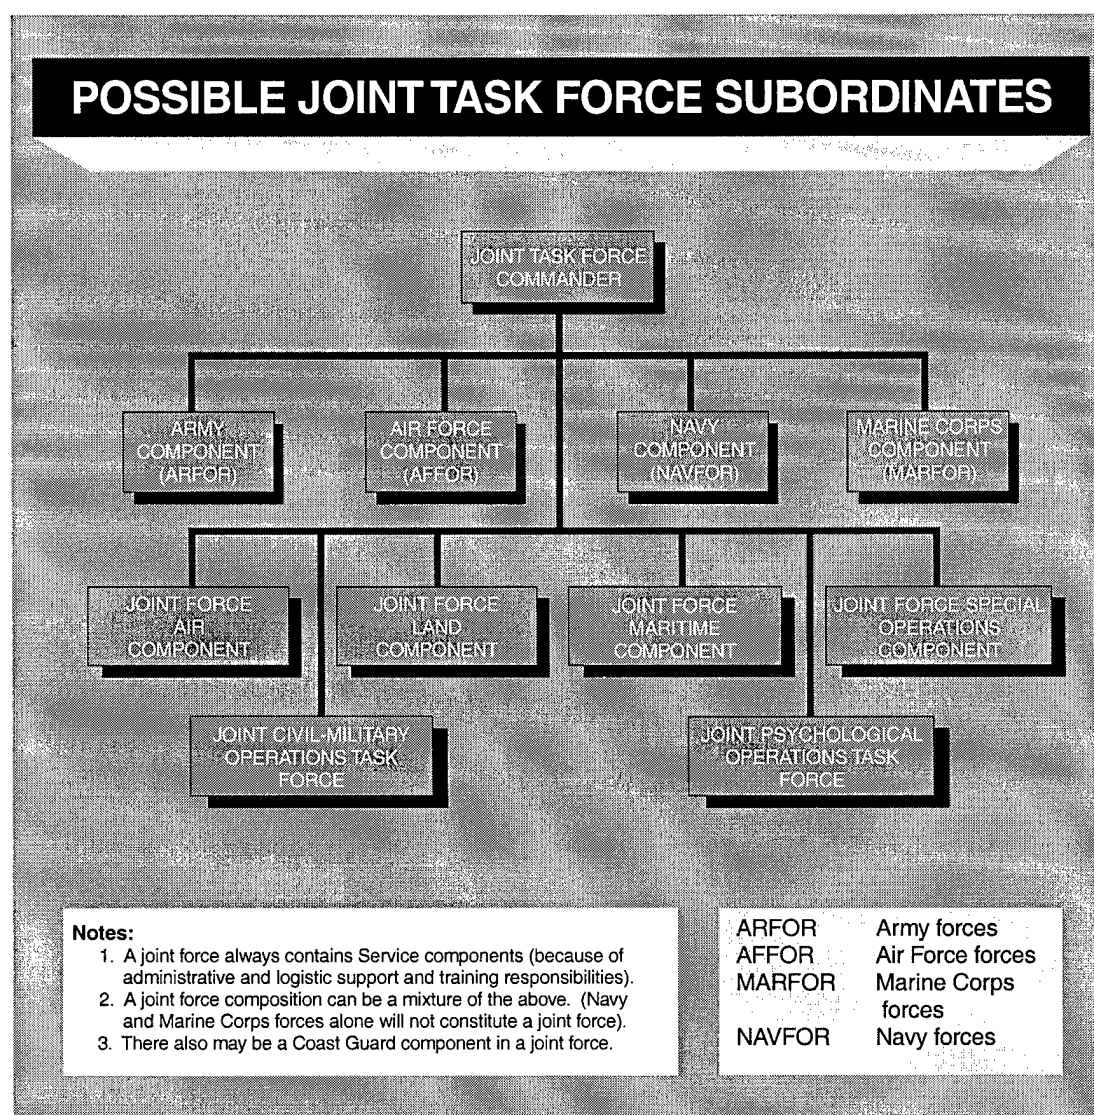 POSSIBLE JOINT TASK FORCE SUBORDINATES
JOINT TASK FORCE
COMMANDER
ARMY
COMPONENT
(ARFOR)
AIR FORCE
COMPONENT
(AFFOR)
NAVY
COMPONENT
(NAVFOR)
MARINE CORPS
COMPONENT
(MARFOR)
JOINT FORCE
AIR
COMPONENT
JOINT FORCE
LAND
COMPONENT
JOINT FORCE
MARITIME
COMPONENT
JOINT FORCE SPECIAL
OPERATIONS
COMPONENT
JOINT CIVIL-MILITARY
OPERATIONS TASK
FORCE
JOINT PSYCHOLOGICAL
OPERATIONS TASK
FORCE
Notes:
1. A joint force always contains Service components (because of
administrative and logistic support and training responsibilities).
2. A joint force composition can be a mixture of the above. (Navy
and Marine Corps forces alone will not constitute a joint force).
3. There also may be a Coast Guard component in a joint force.
ARFOR Army forces
AFFOR Air Force forces
MARFOR Marine Corps
forces
NAVFOR Navy forces